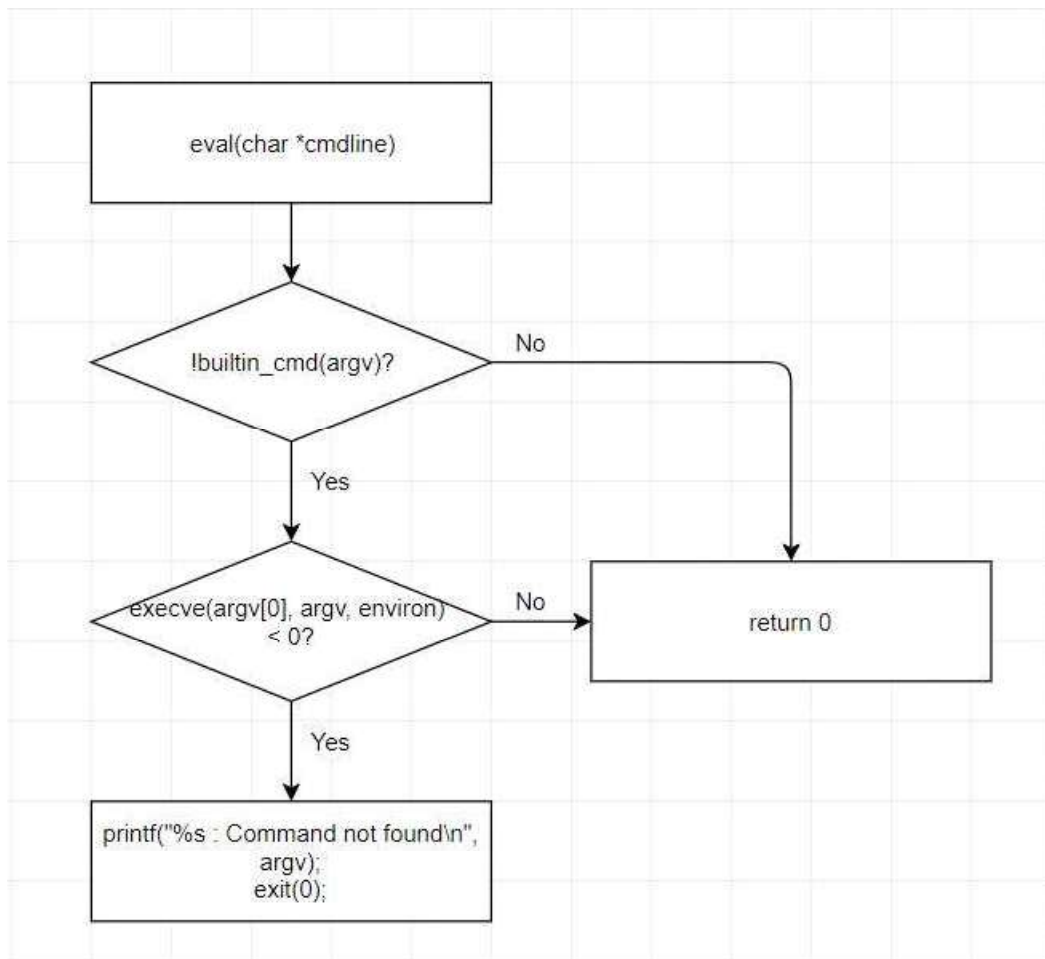 eval(char *cmdline)
!builtin_cmd(argv)?
No
Yes
execve(argv[0], argv, environ)
< 0?
No
return 0
Yes
printf("%s : Command not found\n",
argv);
exit(0);